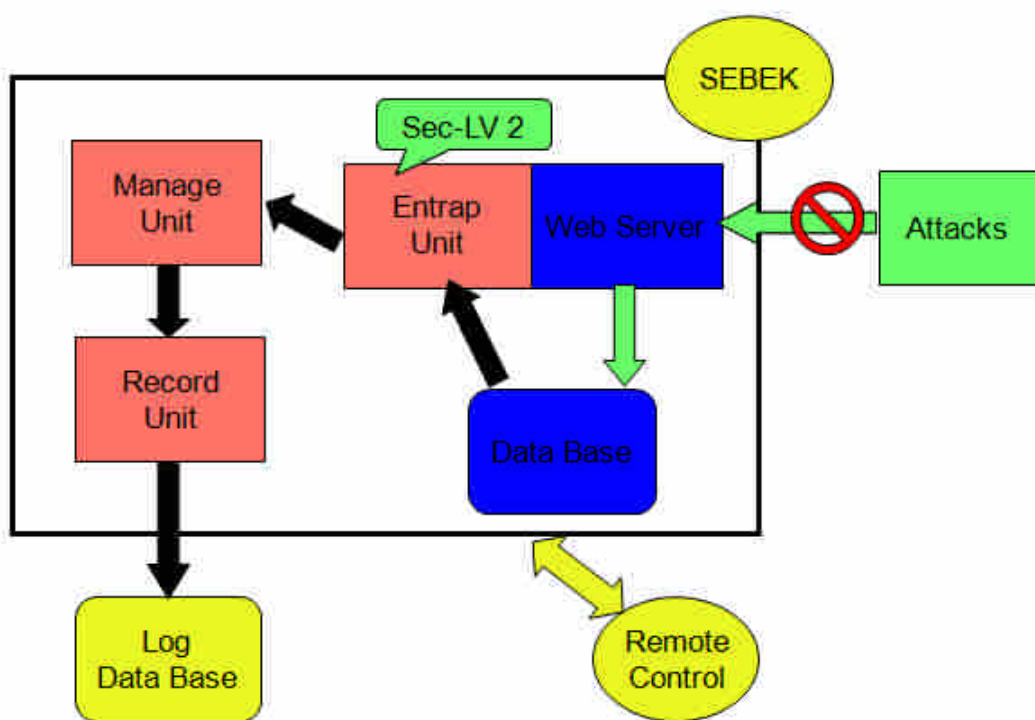 SEBEK
Sec-LV 2
Manage
Unit
Entrap
Unit
Web Server
Attacks
Record
Unit
Data Base
Log
Data Base
Remote
Control